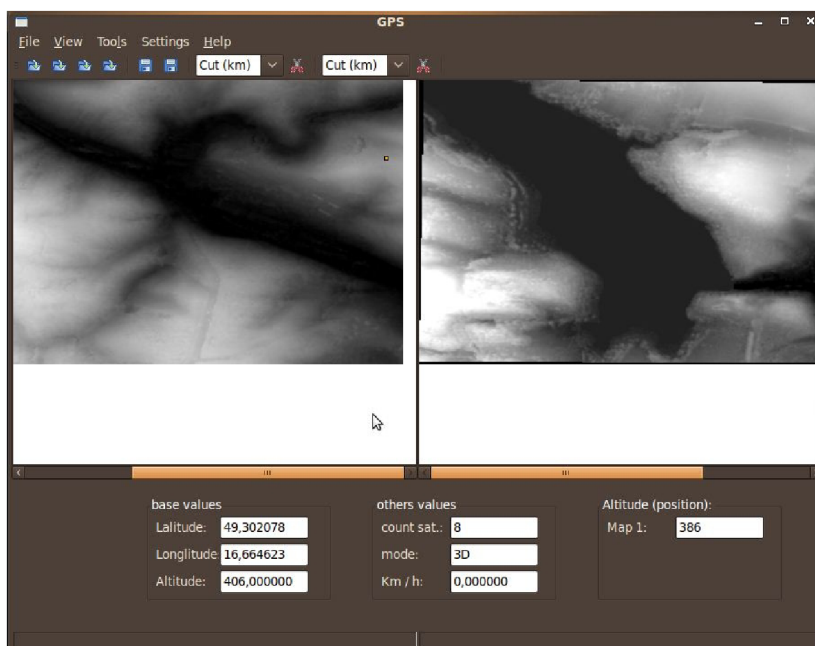 GPS
File View Tools Settings Help
Cut (km) Cut (km)
base values
Lalitude: 49,302078
Longlitude: 16,664623
Altitude: 406,000000
others values
count sat.: 8
mode: 3D
Km / h: 0,000000
Altitude (position):
Map 1: 386